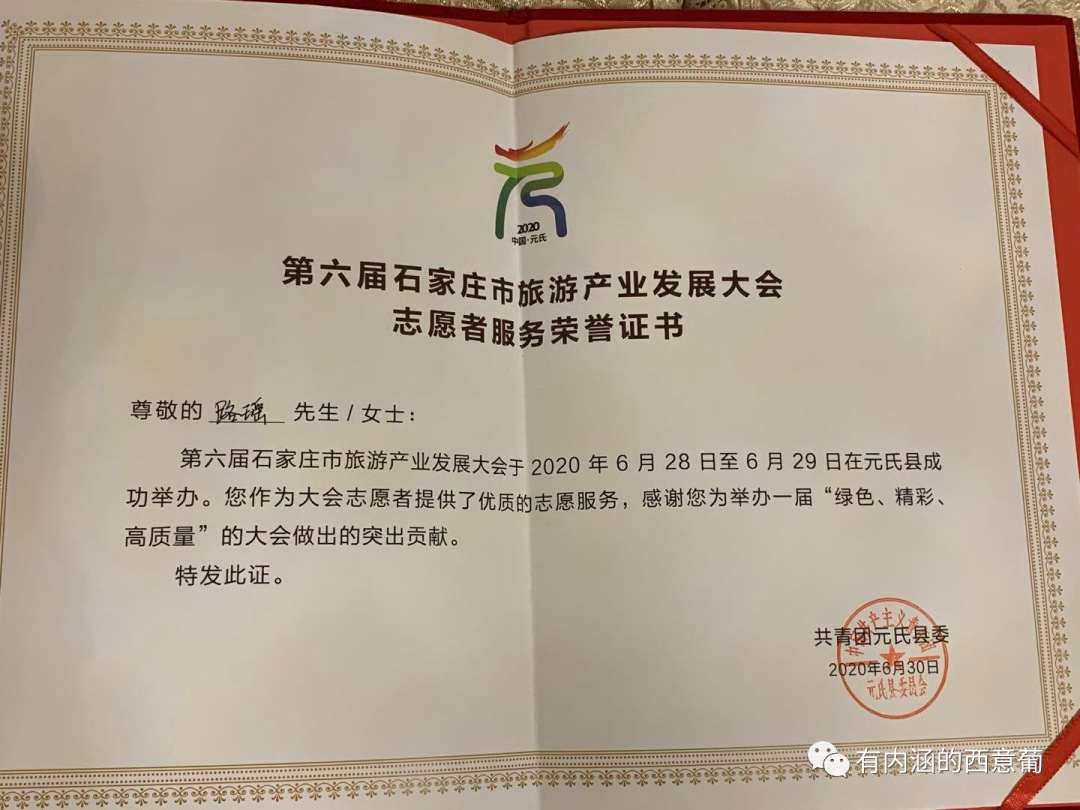 2020
中国·元氏
第六届石家庄市旅游产业发展大会
志愿者服务荣誉证书
尊敬的 路瑶 先生/女士：
第六届石家庄市旅游产业发展大会于 2020 年 6 月 28 日至 6 月 29 日在元氏县成
功举办。您作为大会志愿者提供了优质的志愿服务，感谢您为举办一届“绿色、精彩、
高质量”的大会做出的突出贡献。
特发此证。
共青团元氏县委
2020年6月30日
元氏县委员会
有内涵的西意葡